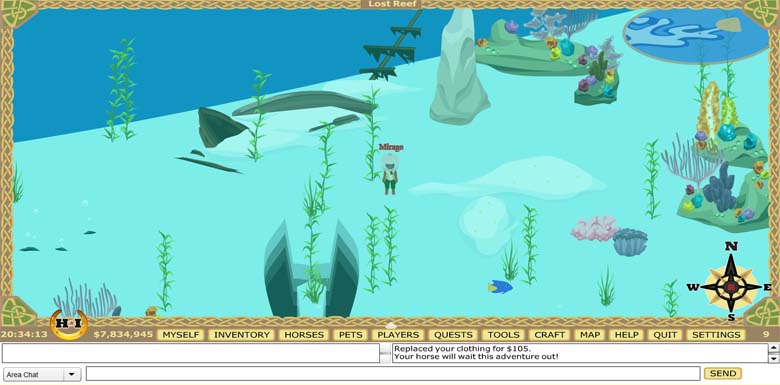 Lost Reef
Mirage
N
W E
S
H I
20:34:13 $7,834,945 MYSELF INVENTORY HORSES PETS PLAYERS QUESTS TOOLS CRAFT MAP HELP QUIT SETTINGS 9
Replaced your clothing for $105.
Your horse will wait this adventure out!
Area Chat SEND